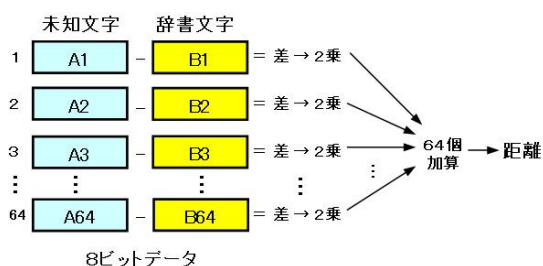 未知文字 辞書文字
1 A1 － B1 ＝ 差→２乗
2 A2 － B2 ＝ 差→２乗
3 A3 － B3 ＝ 差→２乗
６４個
加算
→ 距離
⋮ ⋮ ⋮ ⋮ ⋮
64 A64 － B64 ＝ 差→２乗
８ビットデータ